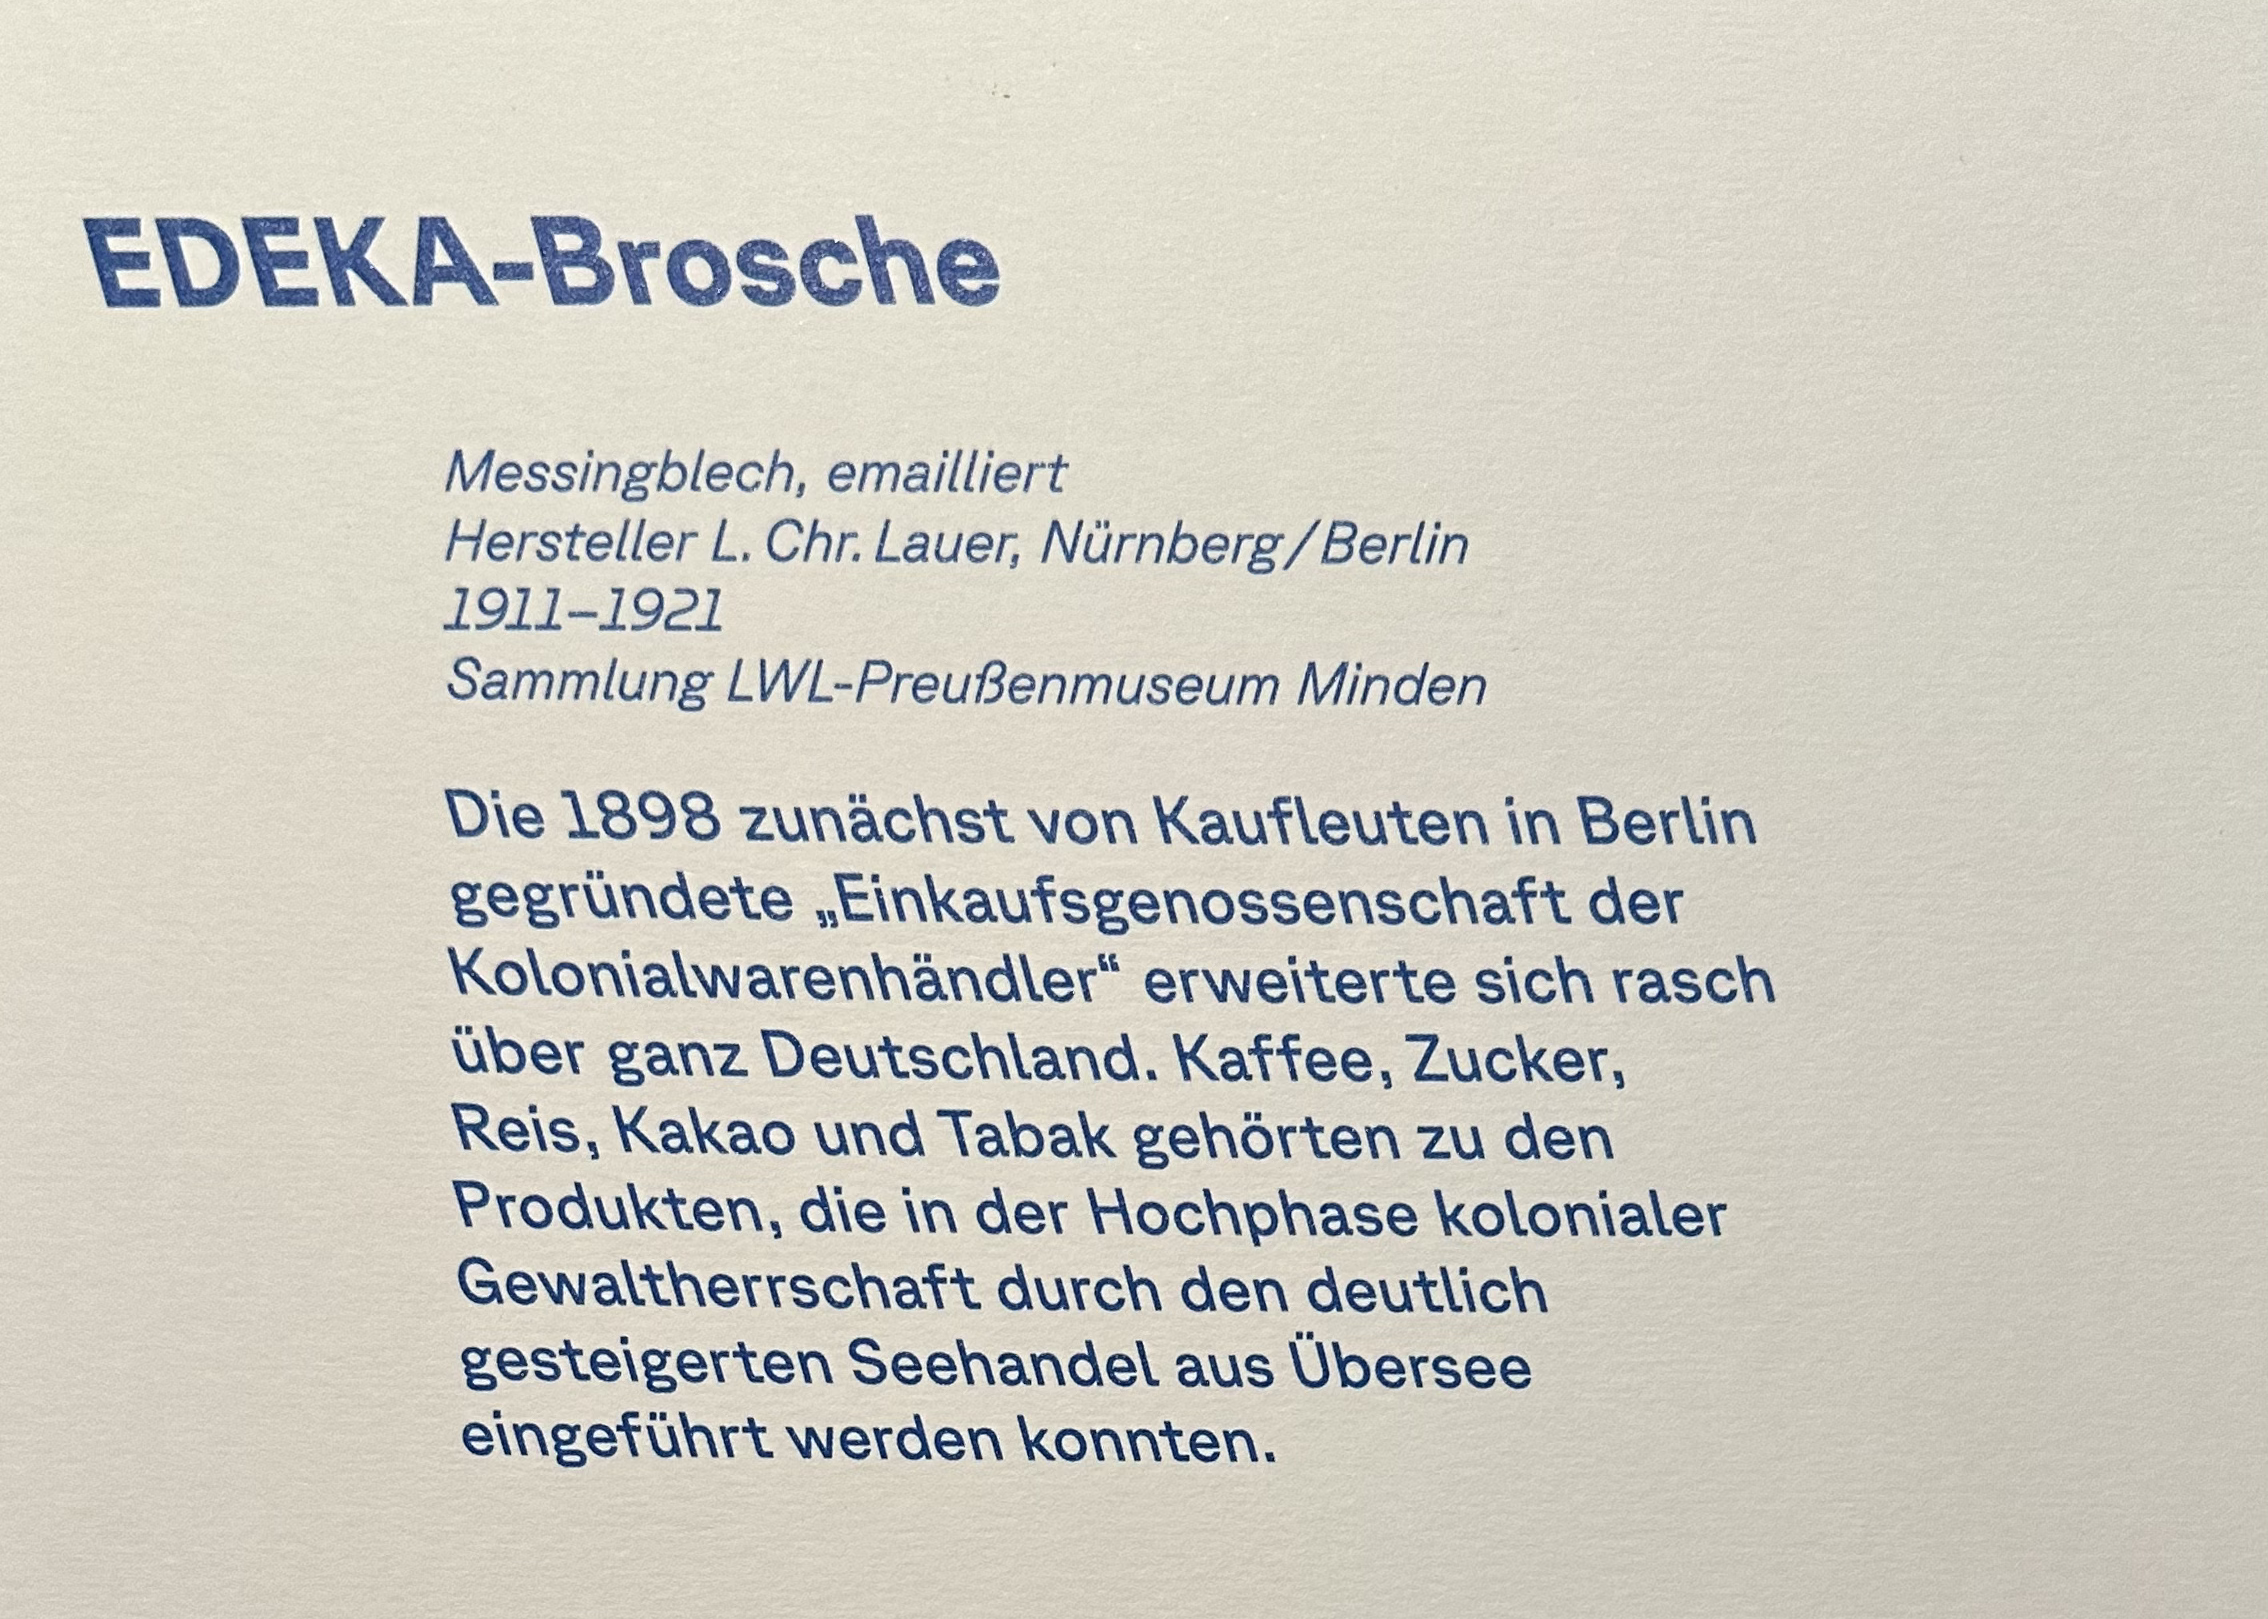 EDEKA-Brosche
Messingblech, emailliert
Hersteller L. Chr. Lauer, Nürnberg/Berlin
1911–1921
Sammlung LWL-Preußenmuseum Minden
Die 1898 zunächst von Kaufleuten in Berlin
gegründete „Einkaufsgenossenschaft der
Kolonialwarenhändler“ erweiterte sich rasch
über ganz Deutschland. Kaffee, Zucker,
Reis, Kakao und Tabak gehörten zu den
Produkten, die in der Hochphase kolonialer
Gewaltherrschaft durch den deutlich
gesteigerten Seehandel aus Übersee
eingeführt werden konnten.